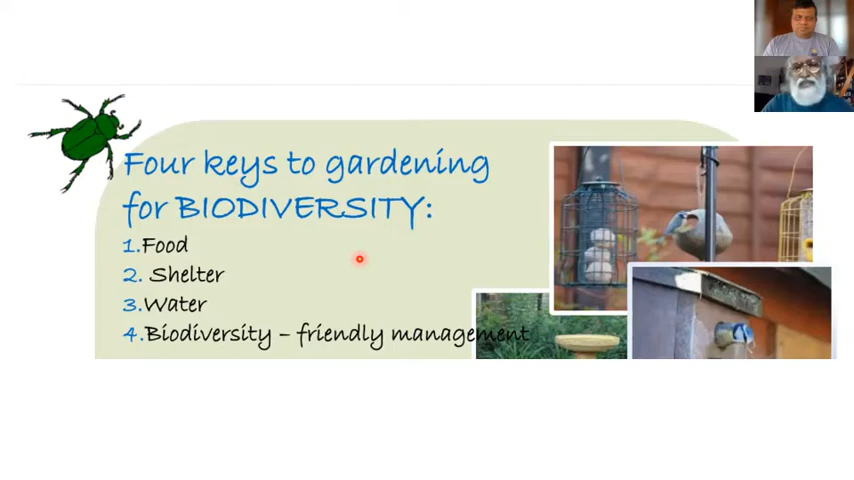 Four keys to gardening
for BIODIVERSITY:
1.Food
2. Shelter
3.Water
4.Biodiversity – friendly management